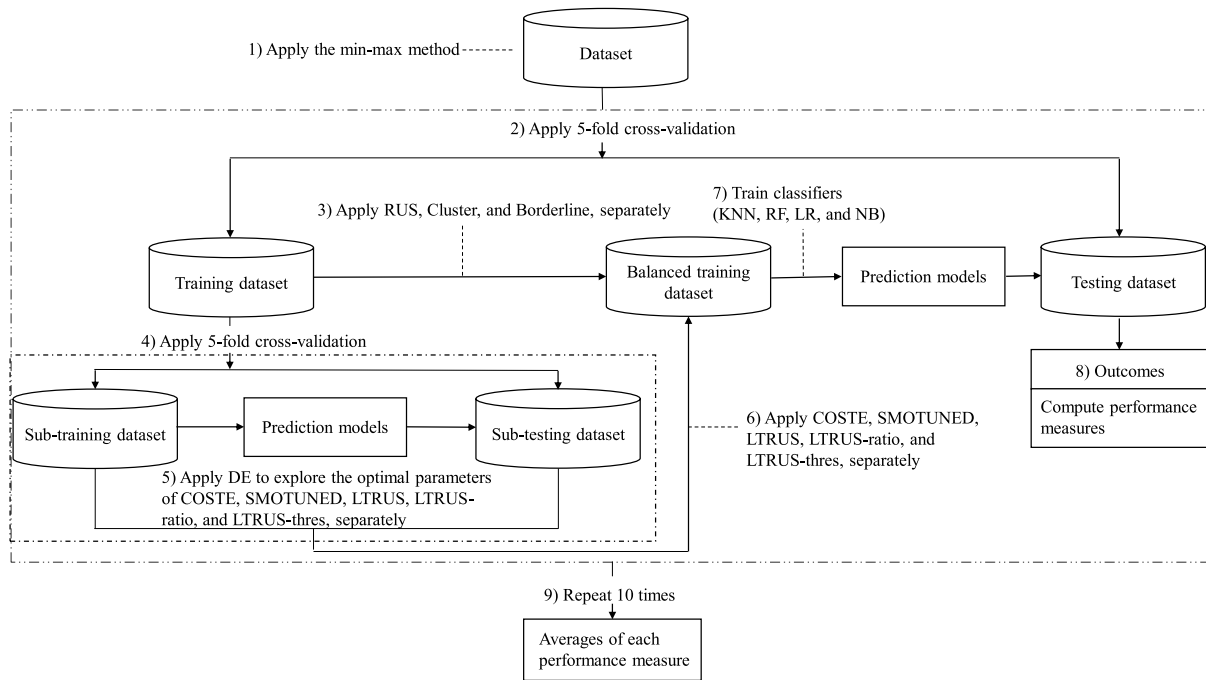 1) Apply the min-max method
Dataset
2) Apply 5-fold cross-validation
3) Apply RUS, Cluster, and Borderline, separately
7) Train classifiers
(KNN, RF, LR, and NB)
Training dataset
Balanced training
dataset
Prediction models
Testing dataset
4) Apply 5-fold cross-validation
8) Outcomes
Compute performance
measures
Sub-training dataset
Prediction models
Sub-testing dataset
6) Apply COSTE, SMOTUNED,
LTRUS, LTRUS-ratio, and
LTRUS-thres, separately
5) Apply DE to explore the optimal parameters
of COSTE, SMOTUNED, LTRUS, LTRUS-
ratio, and LTRUS-thres, separately
9) Repeat 10 times
Averages of each
performance measure